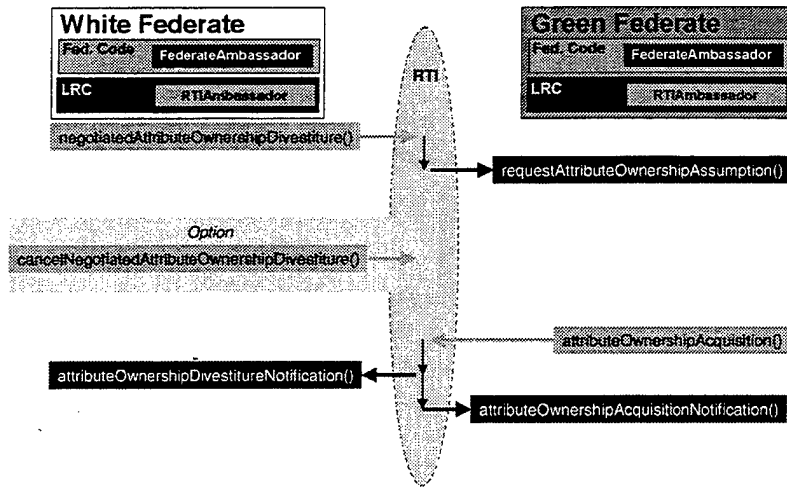 White Federate
Fed. Code
FederateAmbassador
LRC
RTIAmbassador
Green Federate
Fed. Code
FederateAmbassador
LRC
RTIAmbassador
RTI
negotiatedAttributeOwnershipDivestiture()
requestAttributeOwnershipAssumption()
Option
cancelNegotiatedAttributeOwnershipDivestiture()
attributeOwnershipAcquisition()
attributeOwnershipDivestitureNotification()
attributeOwnershipAcquisitionNotification()